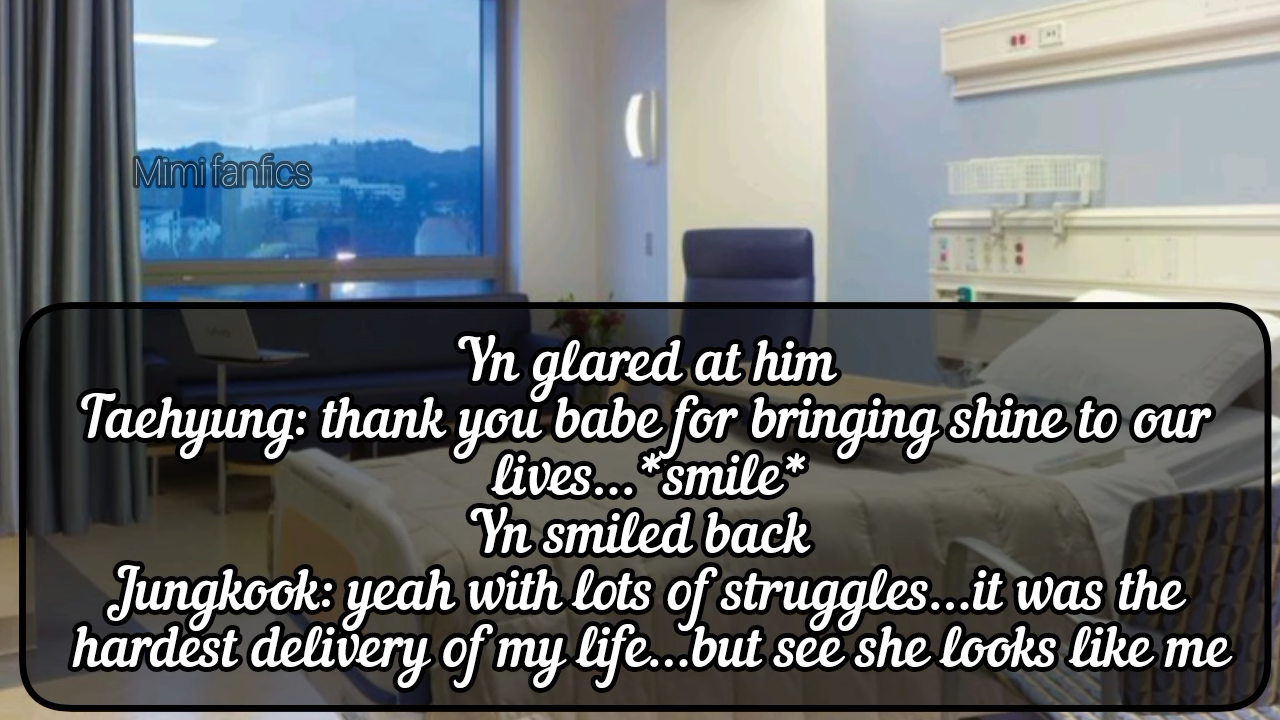 Mimi fanfics
Yn glared at him
Taehyung: thank you babe for bringing shine to our
lives...*smile*
Yn smiled back
Jungkook: yeah with lots of struggles...it was the
hardest delivery of my life...but see she looks like me